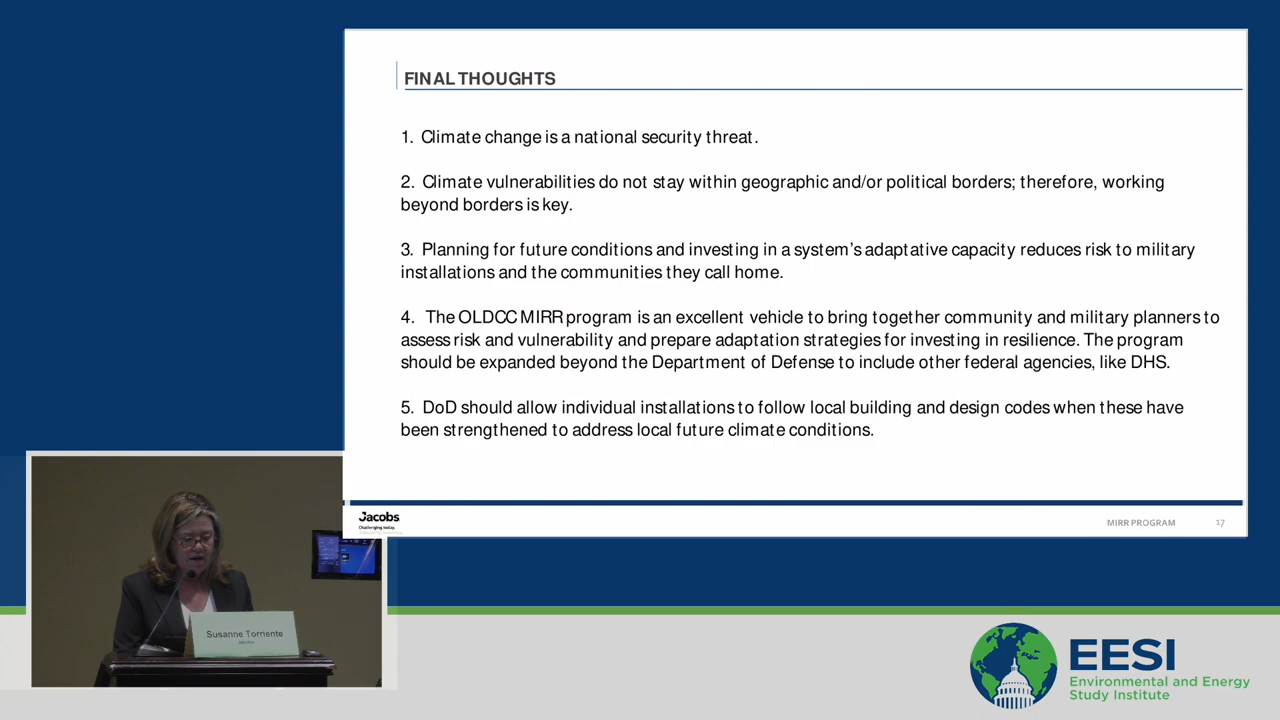 FINAL THOUGHTS
1. Climate change is a national security threat.
2. Climate vulnerabilities do not stay within geographic and/or political borders; therefore, working
beyond borders is key.
3. Planning for future conditions and investing in a system's adaptative capacity reduces risk to military
installations and the communities they call home.
4. The OLDCC MIRR program is an excellent vehicle to bring together community and military planners to
assess risk and vulnerability and prepare adaptation strategies for investing in resilience. The program
should be expanded beyond the Department of Defense to include other federal agencies, like DHS.
5. DoD should allow individual installations to follow local building and design codes when these have
been strengthened to address local future climate conditions.
Jacobs
Challenging today.
MIRR PROGRAM
17
Susanne Torriente
Jacobs
EESI
Environmental and Energy
Study Institute